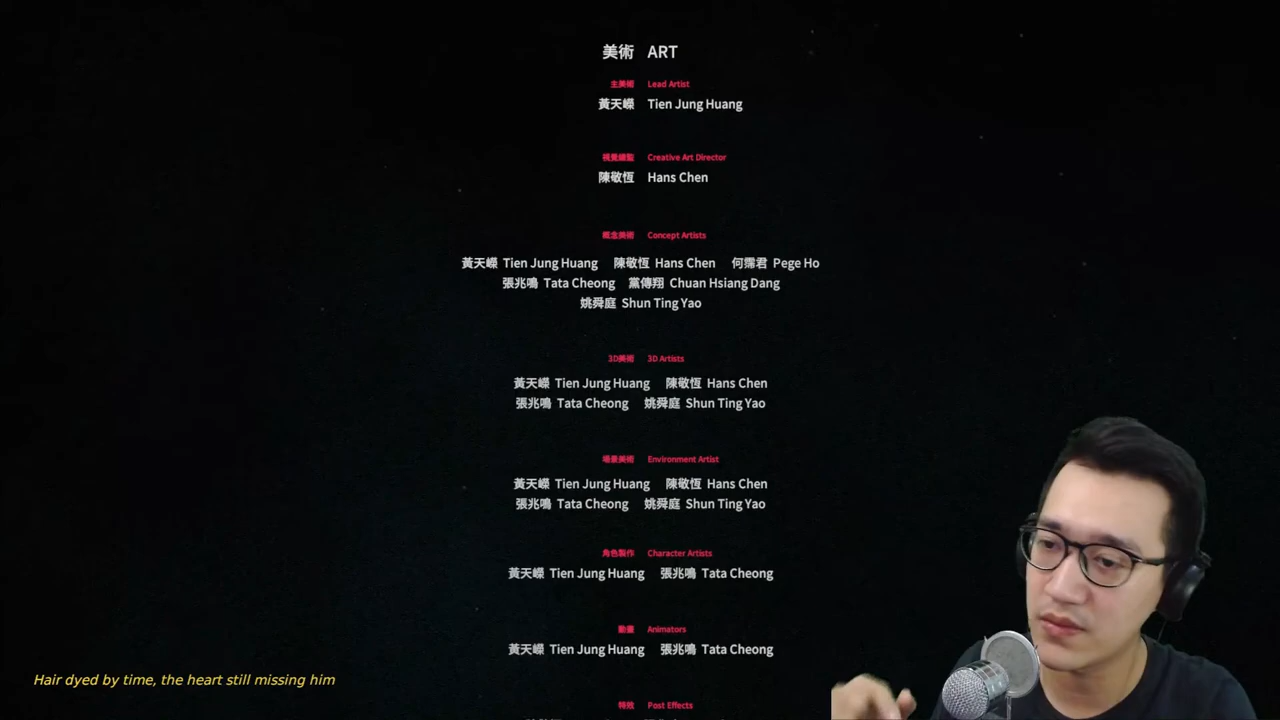 美術 ART
主美術 Lead Artist
黃天嶸 Tien Jung Huang
視覺總監 Creative Art Director
陳敬恆 Hans Chen
概念美術 Concept Artists
黃天嶸 Tien Jung Huang 陳敬恆 Hans Chen 何霈君 Pege Ho
張兆鳴 Tata Cheong 黨傳翔 Chuan Hsiang Dang
姚舜庭 Shun Ting Yao
3D美術 3D Artists
黃天嶸 Tien Jung Huang 陳敬恆 Hans Chen
張兆鳴 Tata Cheong 姚舜庭 Shun Ting Yao
場景美術 Environment Artist
黃天嶸 Tien Jung Huang 陳敬恆 Hans Chen
張兆鳴 Tata Cheong 姚舜庭 Shun Ting Yao
角色製作 Character Artists
黃天嶸 Tien Jung Huang 張兆鳴 Tata Cheong
動畫 Animators
黃天嶸 Tien Jung Huang 張兆鳴 Tata Cheong
Hair dyed by time, the heart still missing him
特效 Post Effects